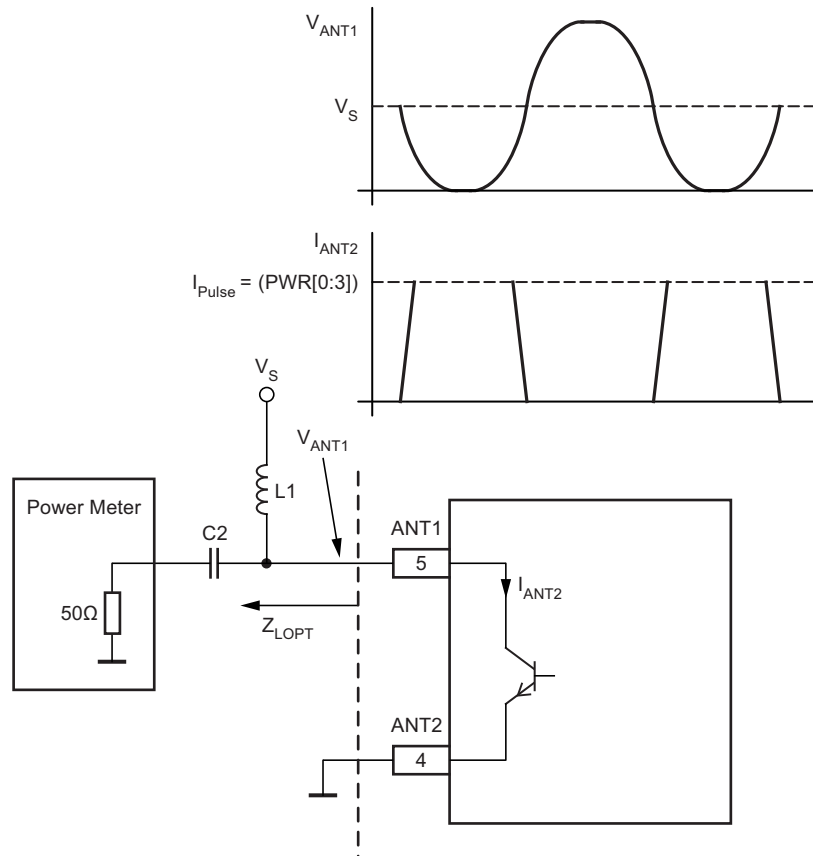 V_ANT1
V_S
I_ANT2
I_Pulse = (PWR[0:3])
V_S
V_ANT1
L1
Power Meter
C2
ANT1
5
I_ANT2
50Ω
Z_LOPT
ANT2
4